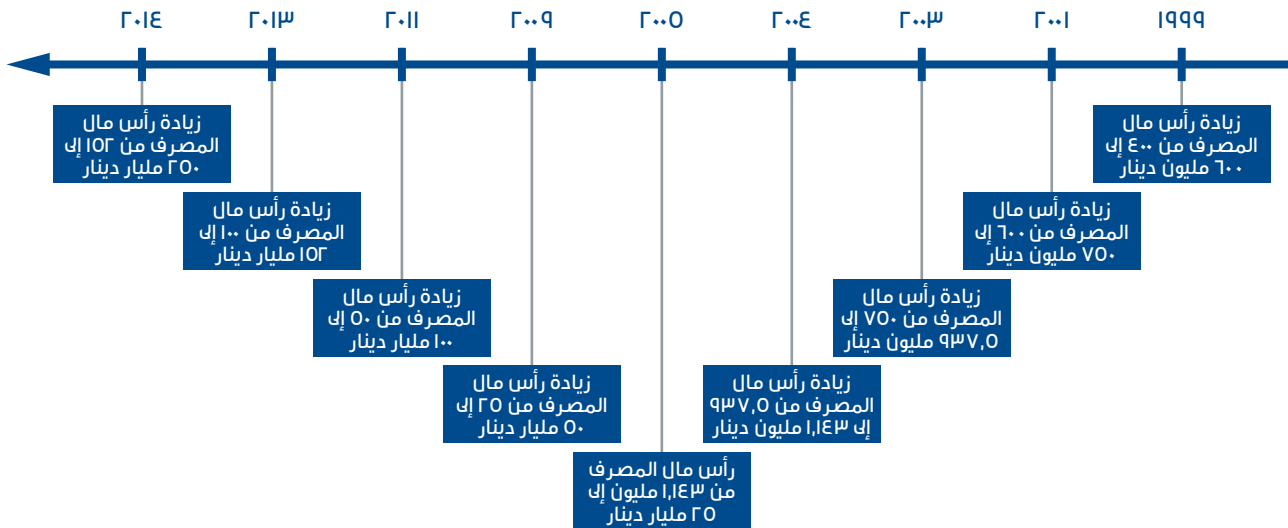 ١٩٩٩
٢٠٠١
٢٠٠٣
٢٠٠٤
٢٠٠٥
٢٠٠٩
٢٠١١
٢٠١٣
٢٠١٤
زيادة رأس مال
المصرف من ٤٠٠ إلى
٦٠٠ مليون دينار
زيادة رأس مال
المصرف من ٦٠٠ إلى
٧٥٠ مليون دينار
زيادة رأس مال
المصرف من ٧٥٠ إلى
٩٣٧,٥ مليون دينار
زيادة رأس مال
المصرف من ٩٣٧,٥
إلى ١,١٤٣ مليون دينار
رأس مال المصرف
من ١,١٤٣ مليون إلى
٢٥ مليار دينار
زيادة رأس مال
المصرف من ٢٥ إلى
٥٠ مليار دينار
زيادة رأس مال
المصرف من ٥٠ إلى
١٠٠ مليار دينار
زيادة رأس مال
المصرف من ١٠٠ إلى
١٥٢ مليار دينار
زيادة رأس مال
المصرف من ١٥٢ إلى
٢٥٠ مليار دينار